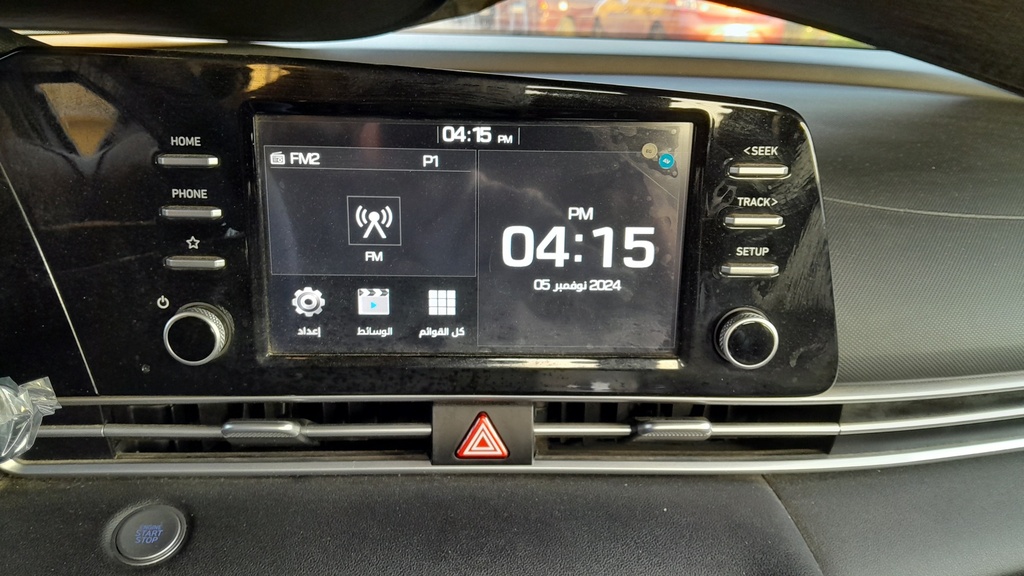 HOME
PHONE
04:15 PM
FM2
P1
FM
إعداد
الوسائط
كل القوائم
PM
04:15
05 نوفمبر 2024
<SEEK
TRACK>
SETUP
START
STOP